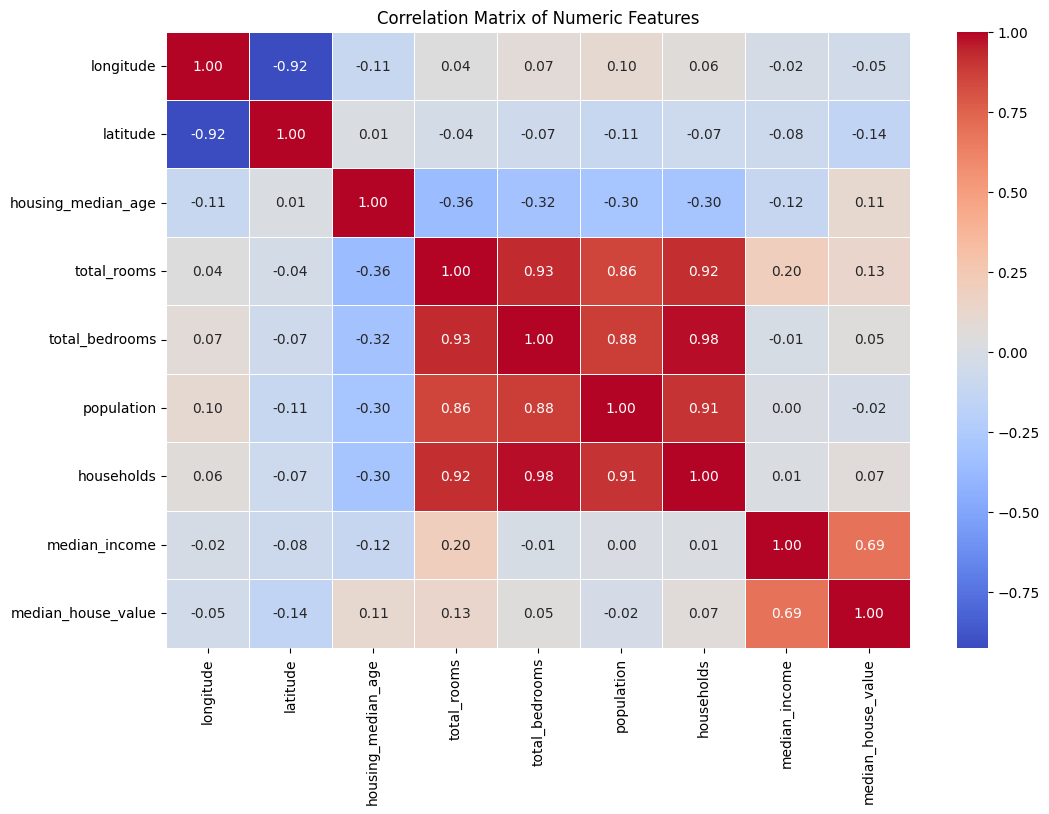 Correlation Matrix of Numeric Features
longitude 1.00 -0.92 -0.11 0.04 0.07 0.10 0.06 -0.02 -0.05
latitude -0.92 1.00 0.01 -0.04 -0.07 -0.11 -0.07 -0.08 -0.14
housing_median_age -0.11 0.01 1.00 -0.36 -0.32 -0.30 -0.30 -0.12 0.11
total_rooms 0.04 -0.04 -0.36 1.00 0.93 0.86 0.92 0.20 0.13
total_bedrooms 0.07 -0.07 -0.32 0.93 1.00 0.88 0.98 -0.01 0.05
population 0.10 -0.11 -0.30 0.86 0.88 1.00 0.91 0.00 -0.02
households 0.06 -0.07 -0.30 0.92 0.98 0.91 1.00 0.01 0.07
median_income -0.02 -0.08 -0.12 0.20 -0.01 0.00 0.01 1.00 0.69
median_house_value -0.05 -0.14 0.11 0.13 0.05 -0.02 0.07 0.69 1.00
longitude
latitude
housing_median_age
total_rooms
total_bedrooms
population
households
median_income
median_house_value
1.00
0.75
0.50
0.25
0.00
−0.25
−0.50
−0.75